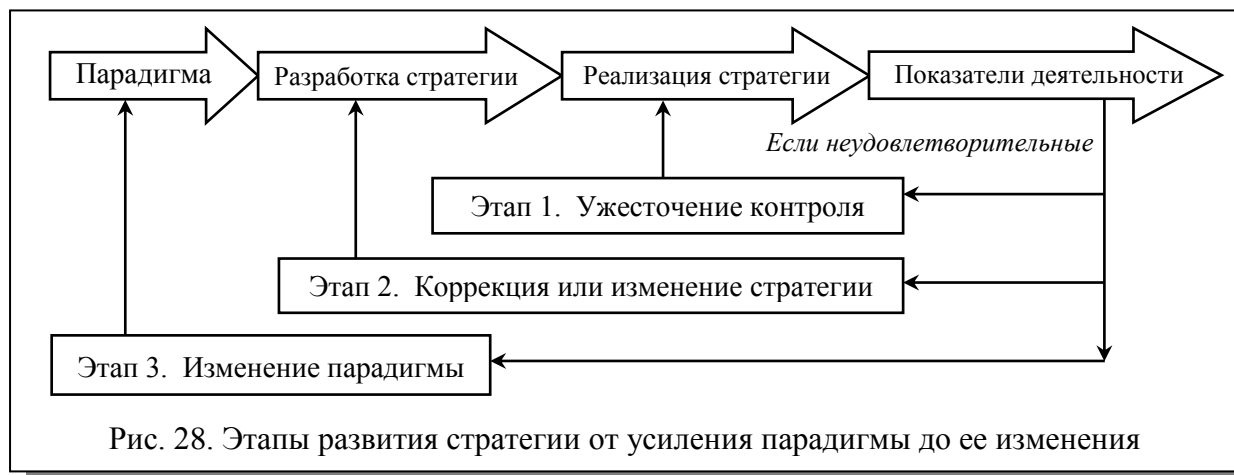 Парадигма
Разработка стратегии
Реализация стратегии
Показатели деятельности
Если неудовлетворительные
Этап 1. Ужесточение контроля
Этап 2. Коррекция или изменение стратегии
Этап 3. Изменение парадигмы
Рис. 28. Этапы развития стратегии от усиления парадигмы до ее изменения